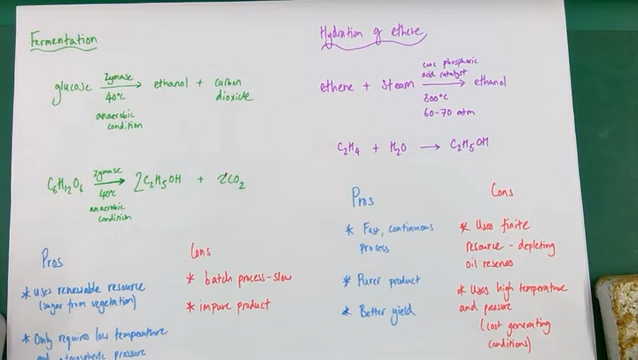 Fermentation
glucose zymase → ethanol + carbon
40°C dioxide
anaerobic
condition
C₆H₁₂O₆ zymase → 2C₂H₅OH + 2CO₂
40°C
anaerobic
condition
Pros
* uses renewable resource
(sugar from vegetation)
* Only requires low temperature
and atmospheric pressure
Cons
* batch process-slow
* impure product
Hydration of ethene
conc phosphoric
acid catalyst
ethene + steam → ethanol
300°C
60-70 atm
C₂H₄ + H₂O → C₂H₅OH
Pros
* Fast, continuous
process
* Purer product
* Better yield
Cons
* Uses finite
resource - depleting
oil reserves
* Uses high temperature
and pressure
(cost generating
conditions)